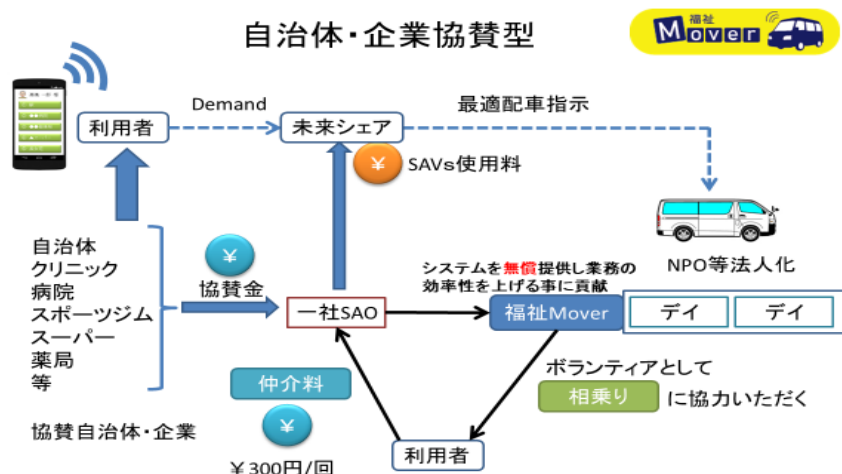 自治体・企業協賛型
福祉
Mover
利用者
Demand
未来シェア
最適配車指示
¥
SAVs使用料
自治体
クリニック
病院
スポーツジム
スーパー
薬局
等
¥
協賛金
一社SAO
システムを無償提供し業務の
効率性を上げる事に貢献
NPO等法人化
福祉Mover
デイ
デイ
ボランティアとして
相乗り に協力いただく
仲介料
¥
¥300円/回
利用者
協賛自治体・企業